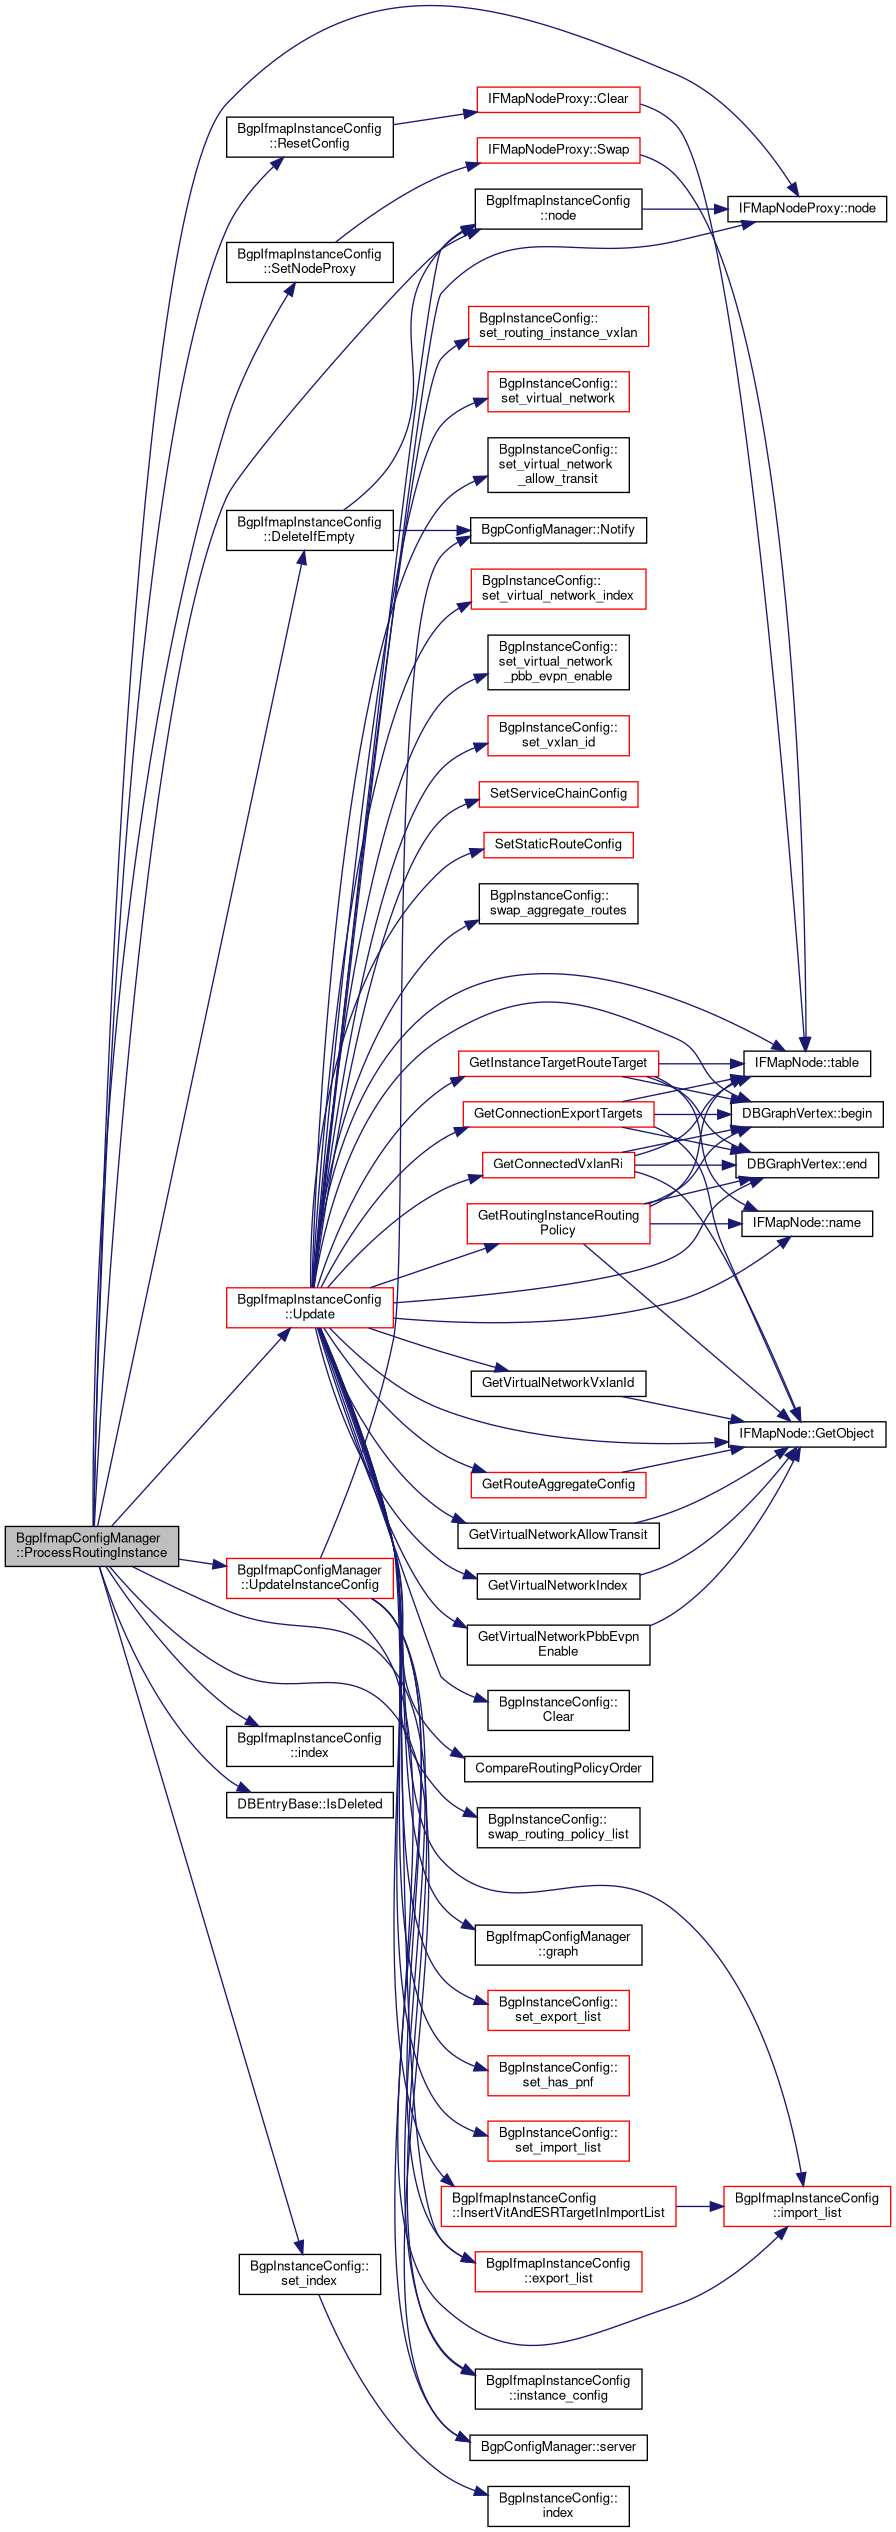 BgpIfmapConfigManager
::ProcessRoutingInstance
BgpIfmapInstanceConfig
::ResetConfig
BgpIfmapInstanceConfig
::SetNodeProxy
BgpIfmapInstanceConfig
::DeleteIfEmpty
BgpIfmapInstanceConfig
::Update
BgpIfmapConfigManager
::UpdateInstanceConfig
BgpIfmapInstanceConfig
::index
DBEntryBase::IsDeleted
BgpInstanceConfig::
set_index
IFMapNodeProxy::Clear
IFMapNodeProxy::Swap
BgpIfmapInstanceConfig
::node
BgpInstanceConfig::
set_routing_instance_vxlan
BgpInstanceConfig::
set_virtual_network
BgpInstanceConfig::
set_virtual_network
_allow_transit
BgpConfigManager::Notify
BgpInstanceConfig::
set_virtual_network_index
BgpInstanceConfig::
set_virtual_network
_pbb_evpn_enable
BgpInstanceConfig::
set_vxlan_id
SetServiceChainConfig
SetStaticRouteConfig
BgpInstanceConfig::
swap_aggregate_routes
GetInstanceTargetRouteTarget
GetConnectionExportTargets
GetConnectedVxlanRi
GetRoutingInstanceRouting
Policy
GetVirtualNetworkVxlanId
GetRouteAggregateConfig
GetVirtualNetworkAllowTransit
GetVirtualNetworkIndex
GetVirtualNetworkPbbEvpn
Enable
BgpInstanceConfig::
Clear
CompareRoutingPolicyOrder
BgpInstanceConfig::
swap_routing_policy_list
BgpIfmapConfigManager
::graph
BgpInstanceConfig::
set_export_list
BgpInstanceConfig::
set_has_pnf
BgpInstanceConfig::
set_import_list
BgpIfmapInstanceConfig
::InsertVitAndESRTargetInImportList
BgpIfmapInstanceConfig
::export_list
BgpIfmapInstanceConfig
::instance_config
BgpConfigManager::server
BgpInstanceConfig::
index
IFMapNodeProxy::node
IFMapNode::table
DBGraphVertex::begin
DBGraphVertex::end
IFMapNode::name
IFMapNode::GetObject
BgpIfmapInstanceConfig
::import_list